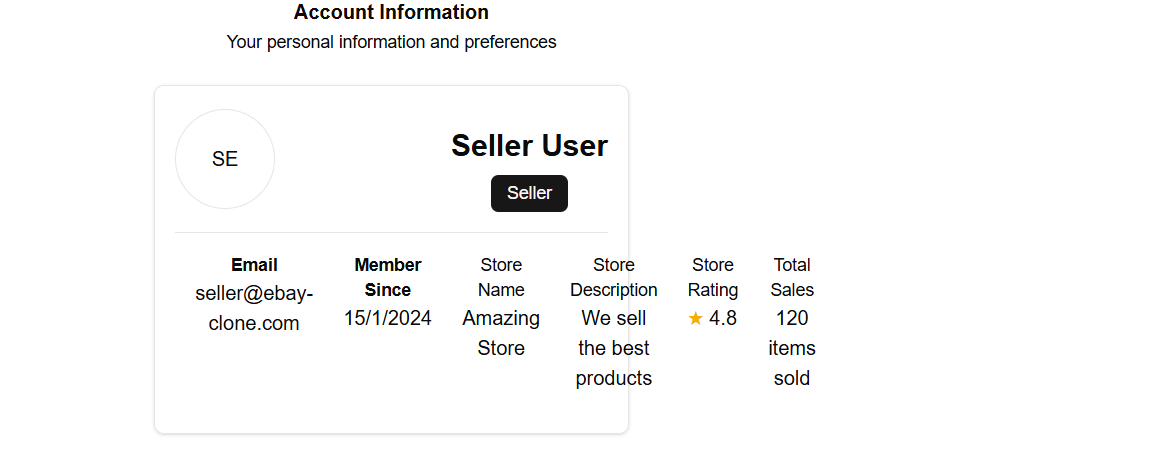 Account Information
Your personal information and preferences
SE
Seller User
Seller
Email
seller@ebay-
clone.com
Member
Since
15/1/2024
Store
Name
Amazing
Store
Store
Description
We sell
the best
products
Store
Rating
★ 4.8
Total
Sales
120
items
sold